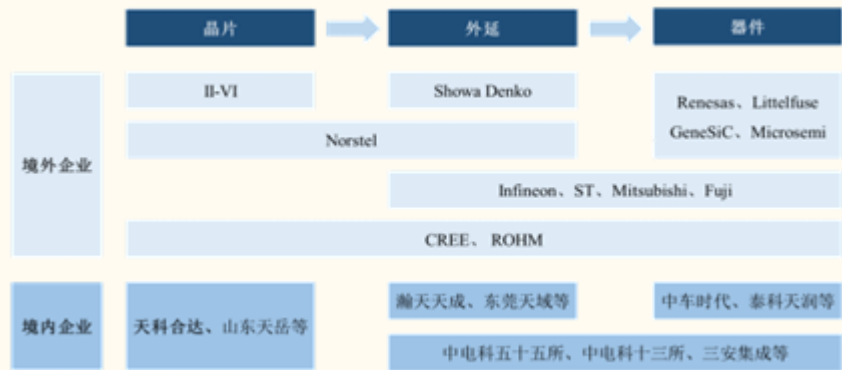 晶片
外延
器件
境外企业
II-VI
Showa Denko
Renesas、Littelfuse
GeneSiC、Microsemi
Norstel
Infineon、ST、Mitsubishi、Fuji
CREE、 ROHM
境内企业
天科合达、山东天岳等
瀚天天成、东莞天域等
中车时代、泰科天润等
中电科五十五所、中电科十三所、三安集成等